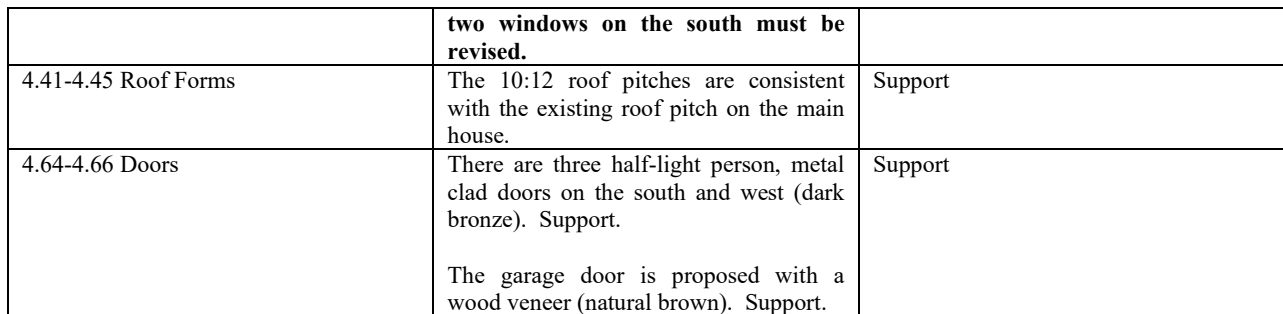 two windows on the south must be
revised.
4.41-4.45 Roof Forms
The 10:12 roof pitches are consistent
with the existing roof pitch on the main
house.
Support
4.64-4.66 Doors
There are three half-light person, metal
clad doors on the south and west (dark
bronze).  Support.
The garage door is proposed with a
wood veneer (natural brown).  Support.
Support